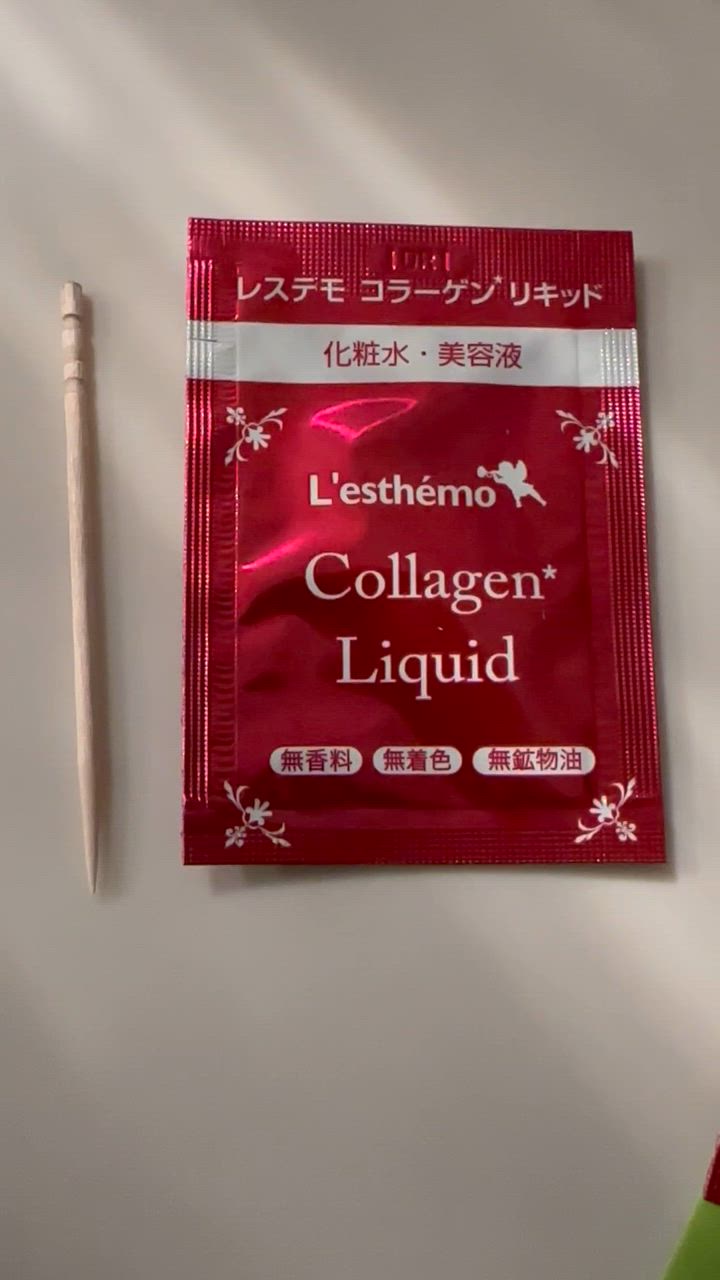 レスデモ コラーゲン*リキッド
化粧水・美容液
L'esthémo
Collagen*
Liquid
無香料 無着色 無鉱物油